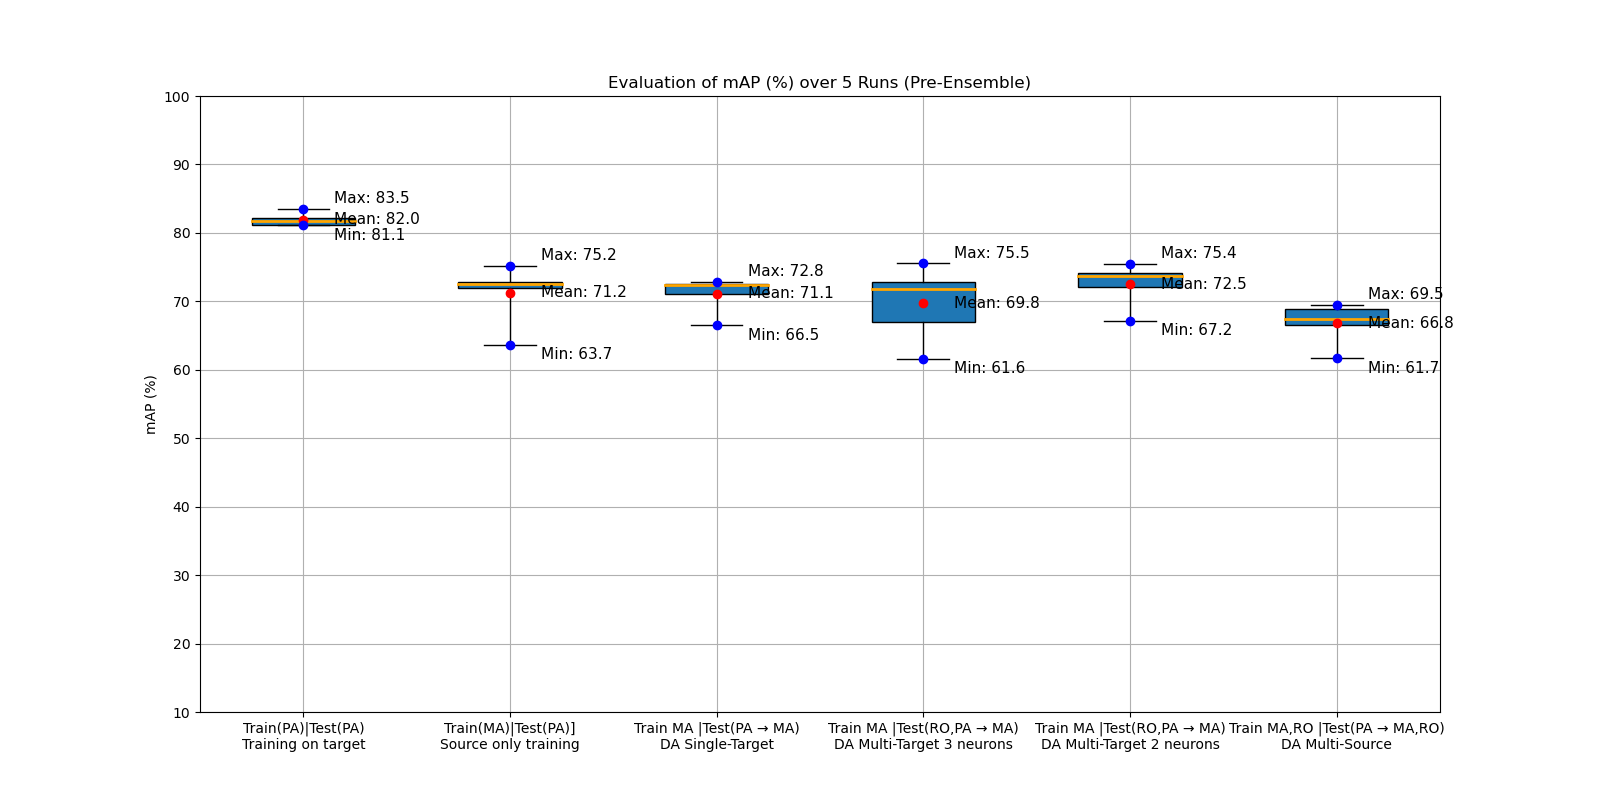 Evaluation of mAP (%) over 5 Runs (Pre-Ensemble)
mAP (%)
100
90
80
70
60
50
40
30
20
10
Max: 83.5
Mean: 82.0
Min: 81.1
Max: 75.2
Mean: 71.2
Min: 63.7
Max: 72.8
Mean: 71.1
Min: 66.5
Max: 75.5
Mean: 69.8
Min: 61.6
Max: 75.4
Mean: 72.5
Min: 67.2
Max: 69.5
Mean: 66.8
Min: 61.7
Train(PA)|Test(PA)
Training on target
Train(MA)|Test(PA)]
Source only training
Train MA |Test(PA → MA)
DA Single-Target
Train MA |Test(RO,PA → MA)
DA Multi-Target 3 neurons
Train MA |Test(RO,PA → MA)
DA Multi-Target 2 neurons
Train MA,RO |Test(PA → MA,RO)
DA Multi-Source